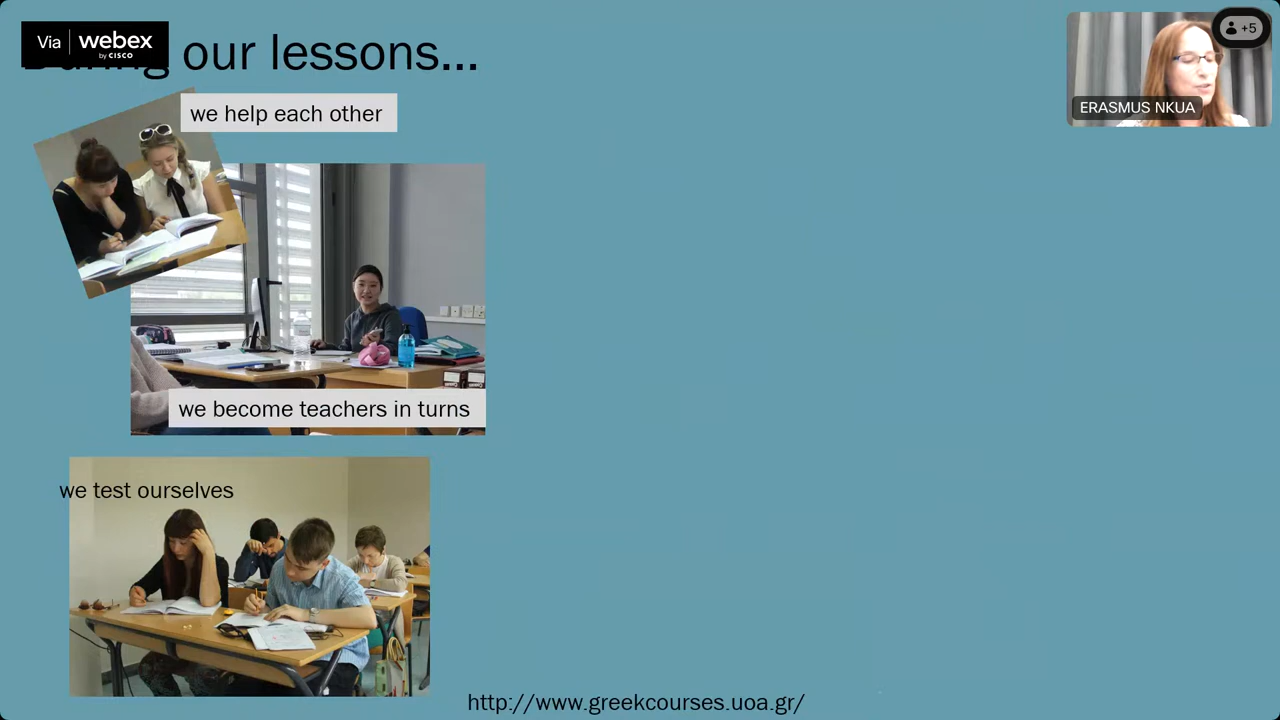 Via webex
by CISCO
our lessons...
+5
ERASMUS NKUA
we help each other
we become teachers in turns
we test ourselves
http://www.greekcourses.uoa.gr/